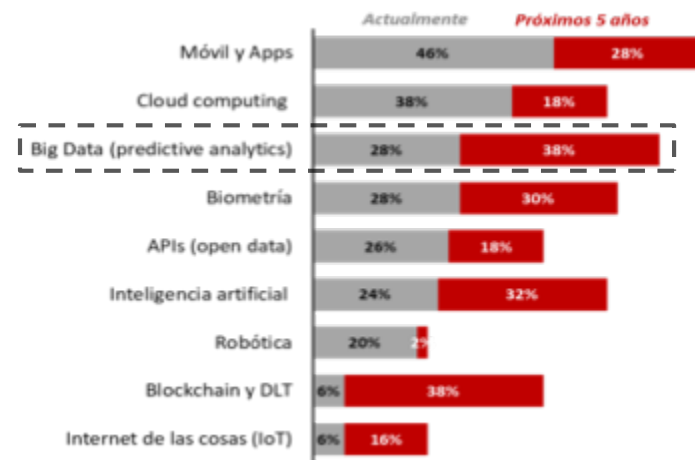 Actualmente Próximos 5 años
Móvil y Apps 46% 28%
Cloud computing 38% 18%
Big Data (predictive analytics) 28% 38%
Biometría 28% 30%
APIs (open data) 26% 18%
Inteligencia artificial 24% 32%
Robótica 20% 2%
Blockchain y DLT 6% 38%
Internet de las cosas (IoT) 6% 16%